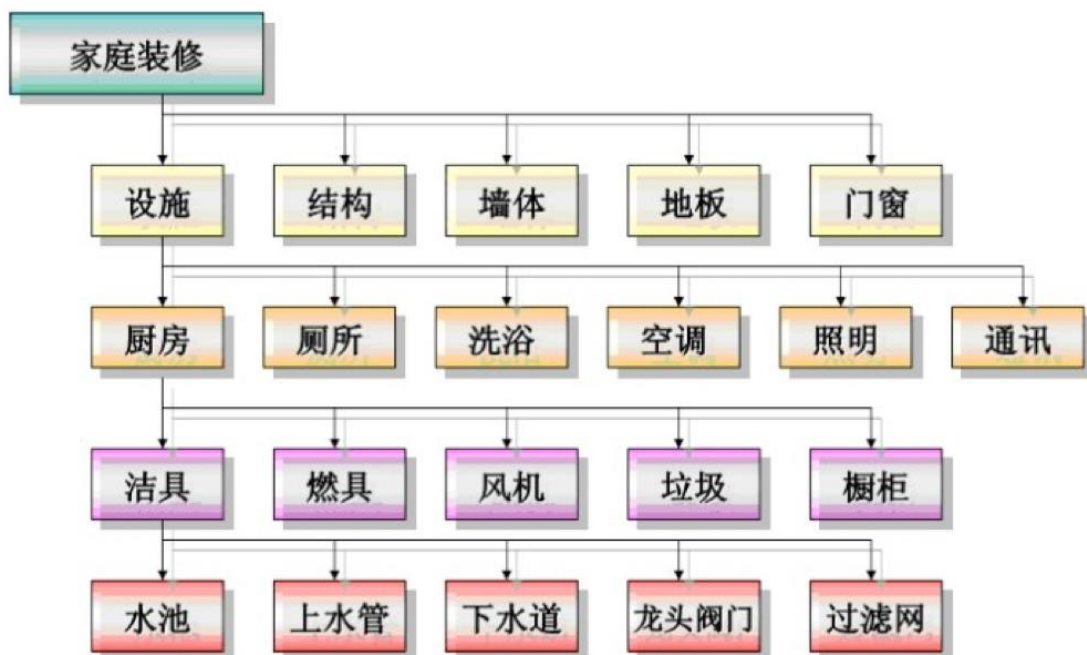 家庭装修
设施 结构 墙体 地板 门窗
厨房 厕所 洗浴 空调 照明 通讯
洁具 燃具 风机 垃圾 橱柜
水池 上水管 下水道 龙头阀门 过滤网